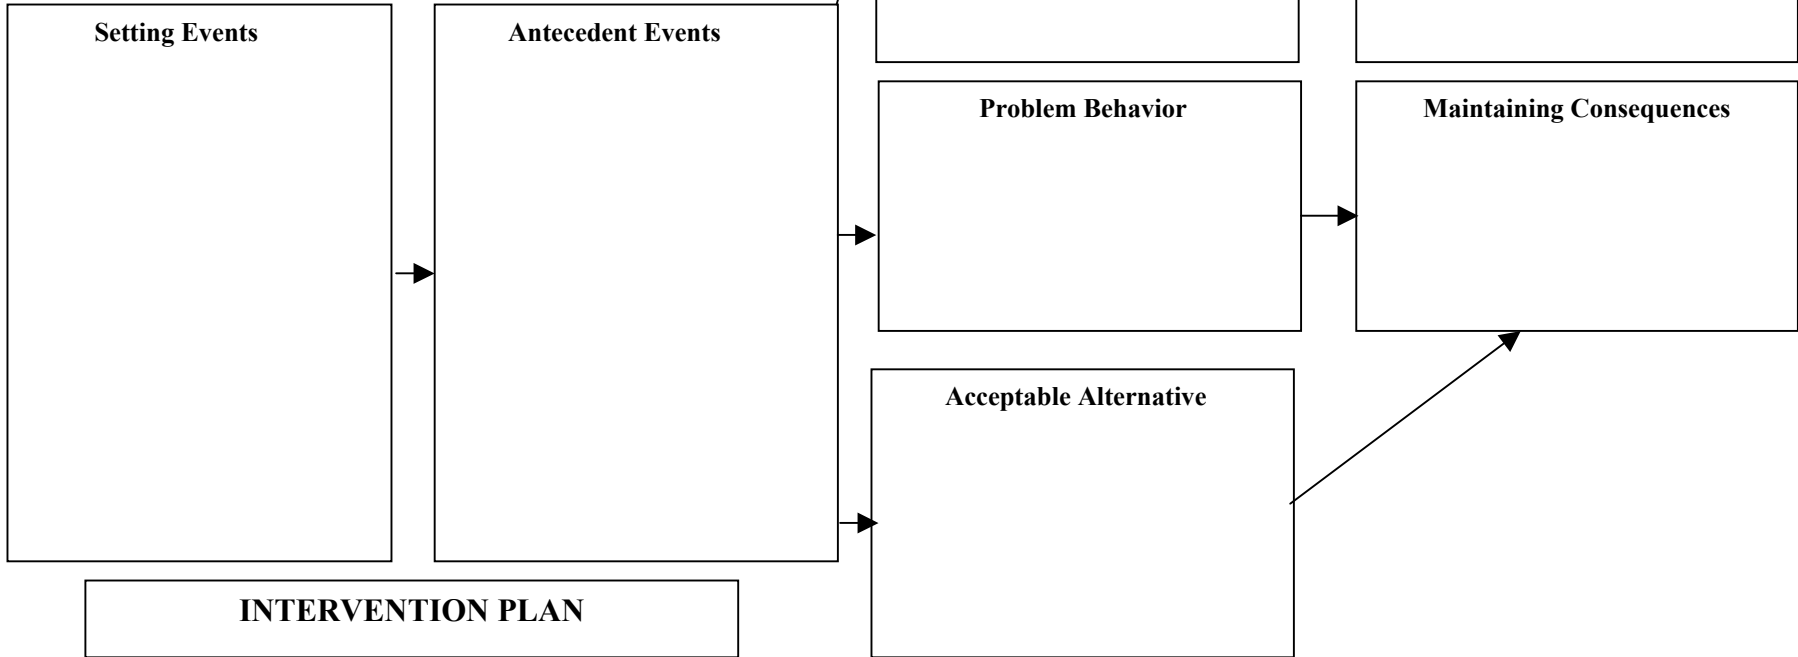 Setting Events
Antecedent Events
Problem Behavior
Maintaining Consequences
Acceptable Alternative
INTERVENTION PLAN